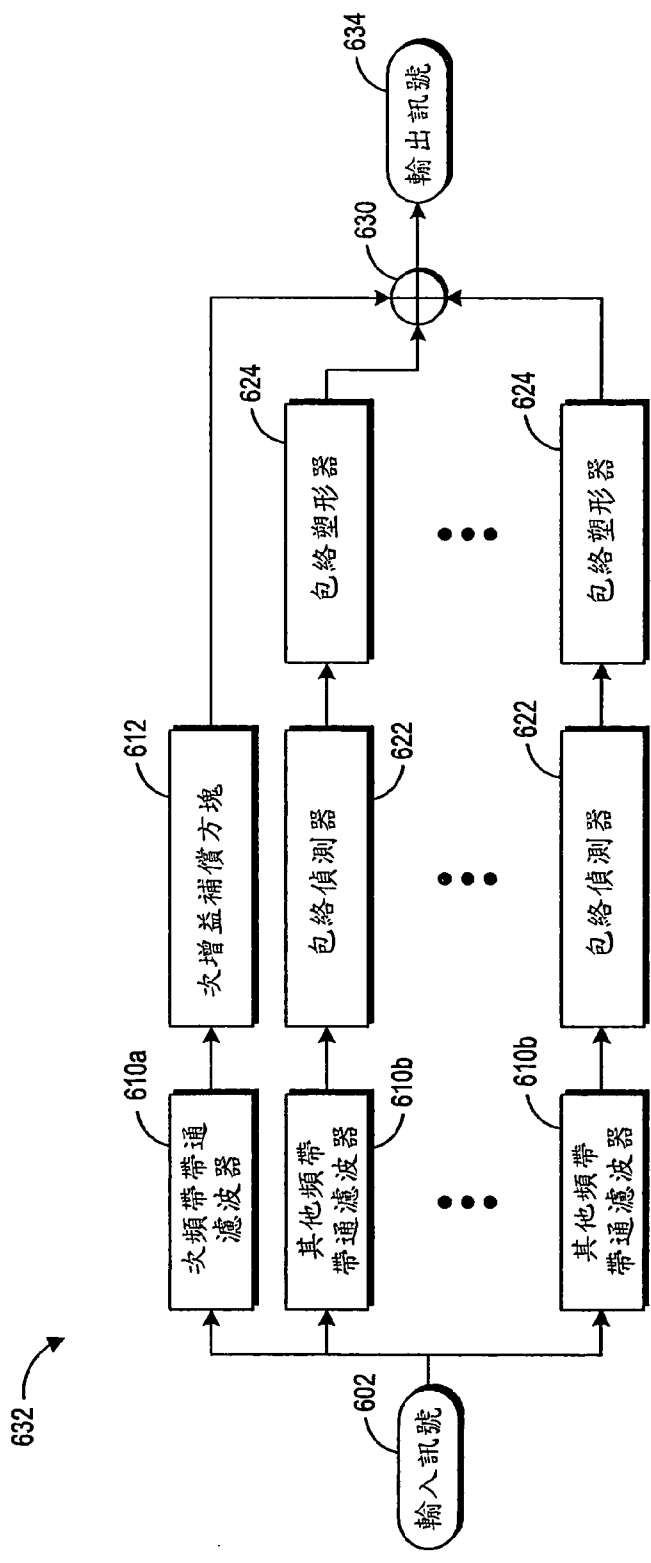 632
602
輸入訊號
610a
次頻帶帶通
濾波器
612
次增益補償方塊
610b
其他頻帶
帶通濾波器
622
包絡偵測器
624
包絡塑形器
630
634
輸出訊號
610b
其他頻帶
帶通濾波器
622
包絡偵測器
624
包絡塑形器